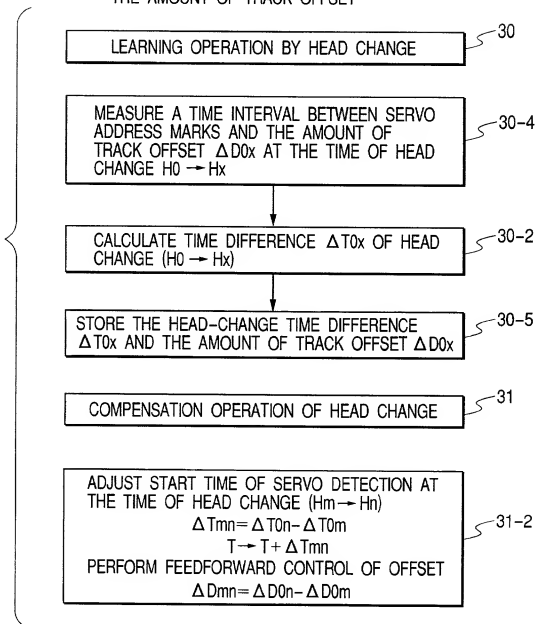 THE AMOUNT OF TRACK OFFSET
LEARNING OPERATION BY HEAD CHANGE
30
MEASURE A TIME INTERVAL BETWEEN SERVO
ADDRESS MARKS AND THE AMOUNT OF
TRACK OFFSET ΔD0x AT THE TIME OF HEAD
CHANGE H0 → Hx
30-4
CALCULATE TIME DIFFERENCE ΔT0x OF HEAD
CHANGE (H0 → Hx)
30-2
STORE THE HEAD-CHANGE TIME DIFFERENCE
ΔT0x AND THE AMOUNT OF TRACK OFFSET ΔD0x
30-5
COMPENSATION OPERATION OF HEAD CHANGE
31
ADJUST START TIME OF SERVO DETECTION AT
THE TIME OF HEAD CHANGE (Hm → Hn)
ΔTmn= ΔT0n- ΔT0m
T → T + ΔTmn
PERFORM FEEDFORWARD CONTROL OF OFFSET
ΔDmn= ΔD0n- ΔD0m
31-2